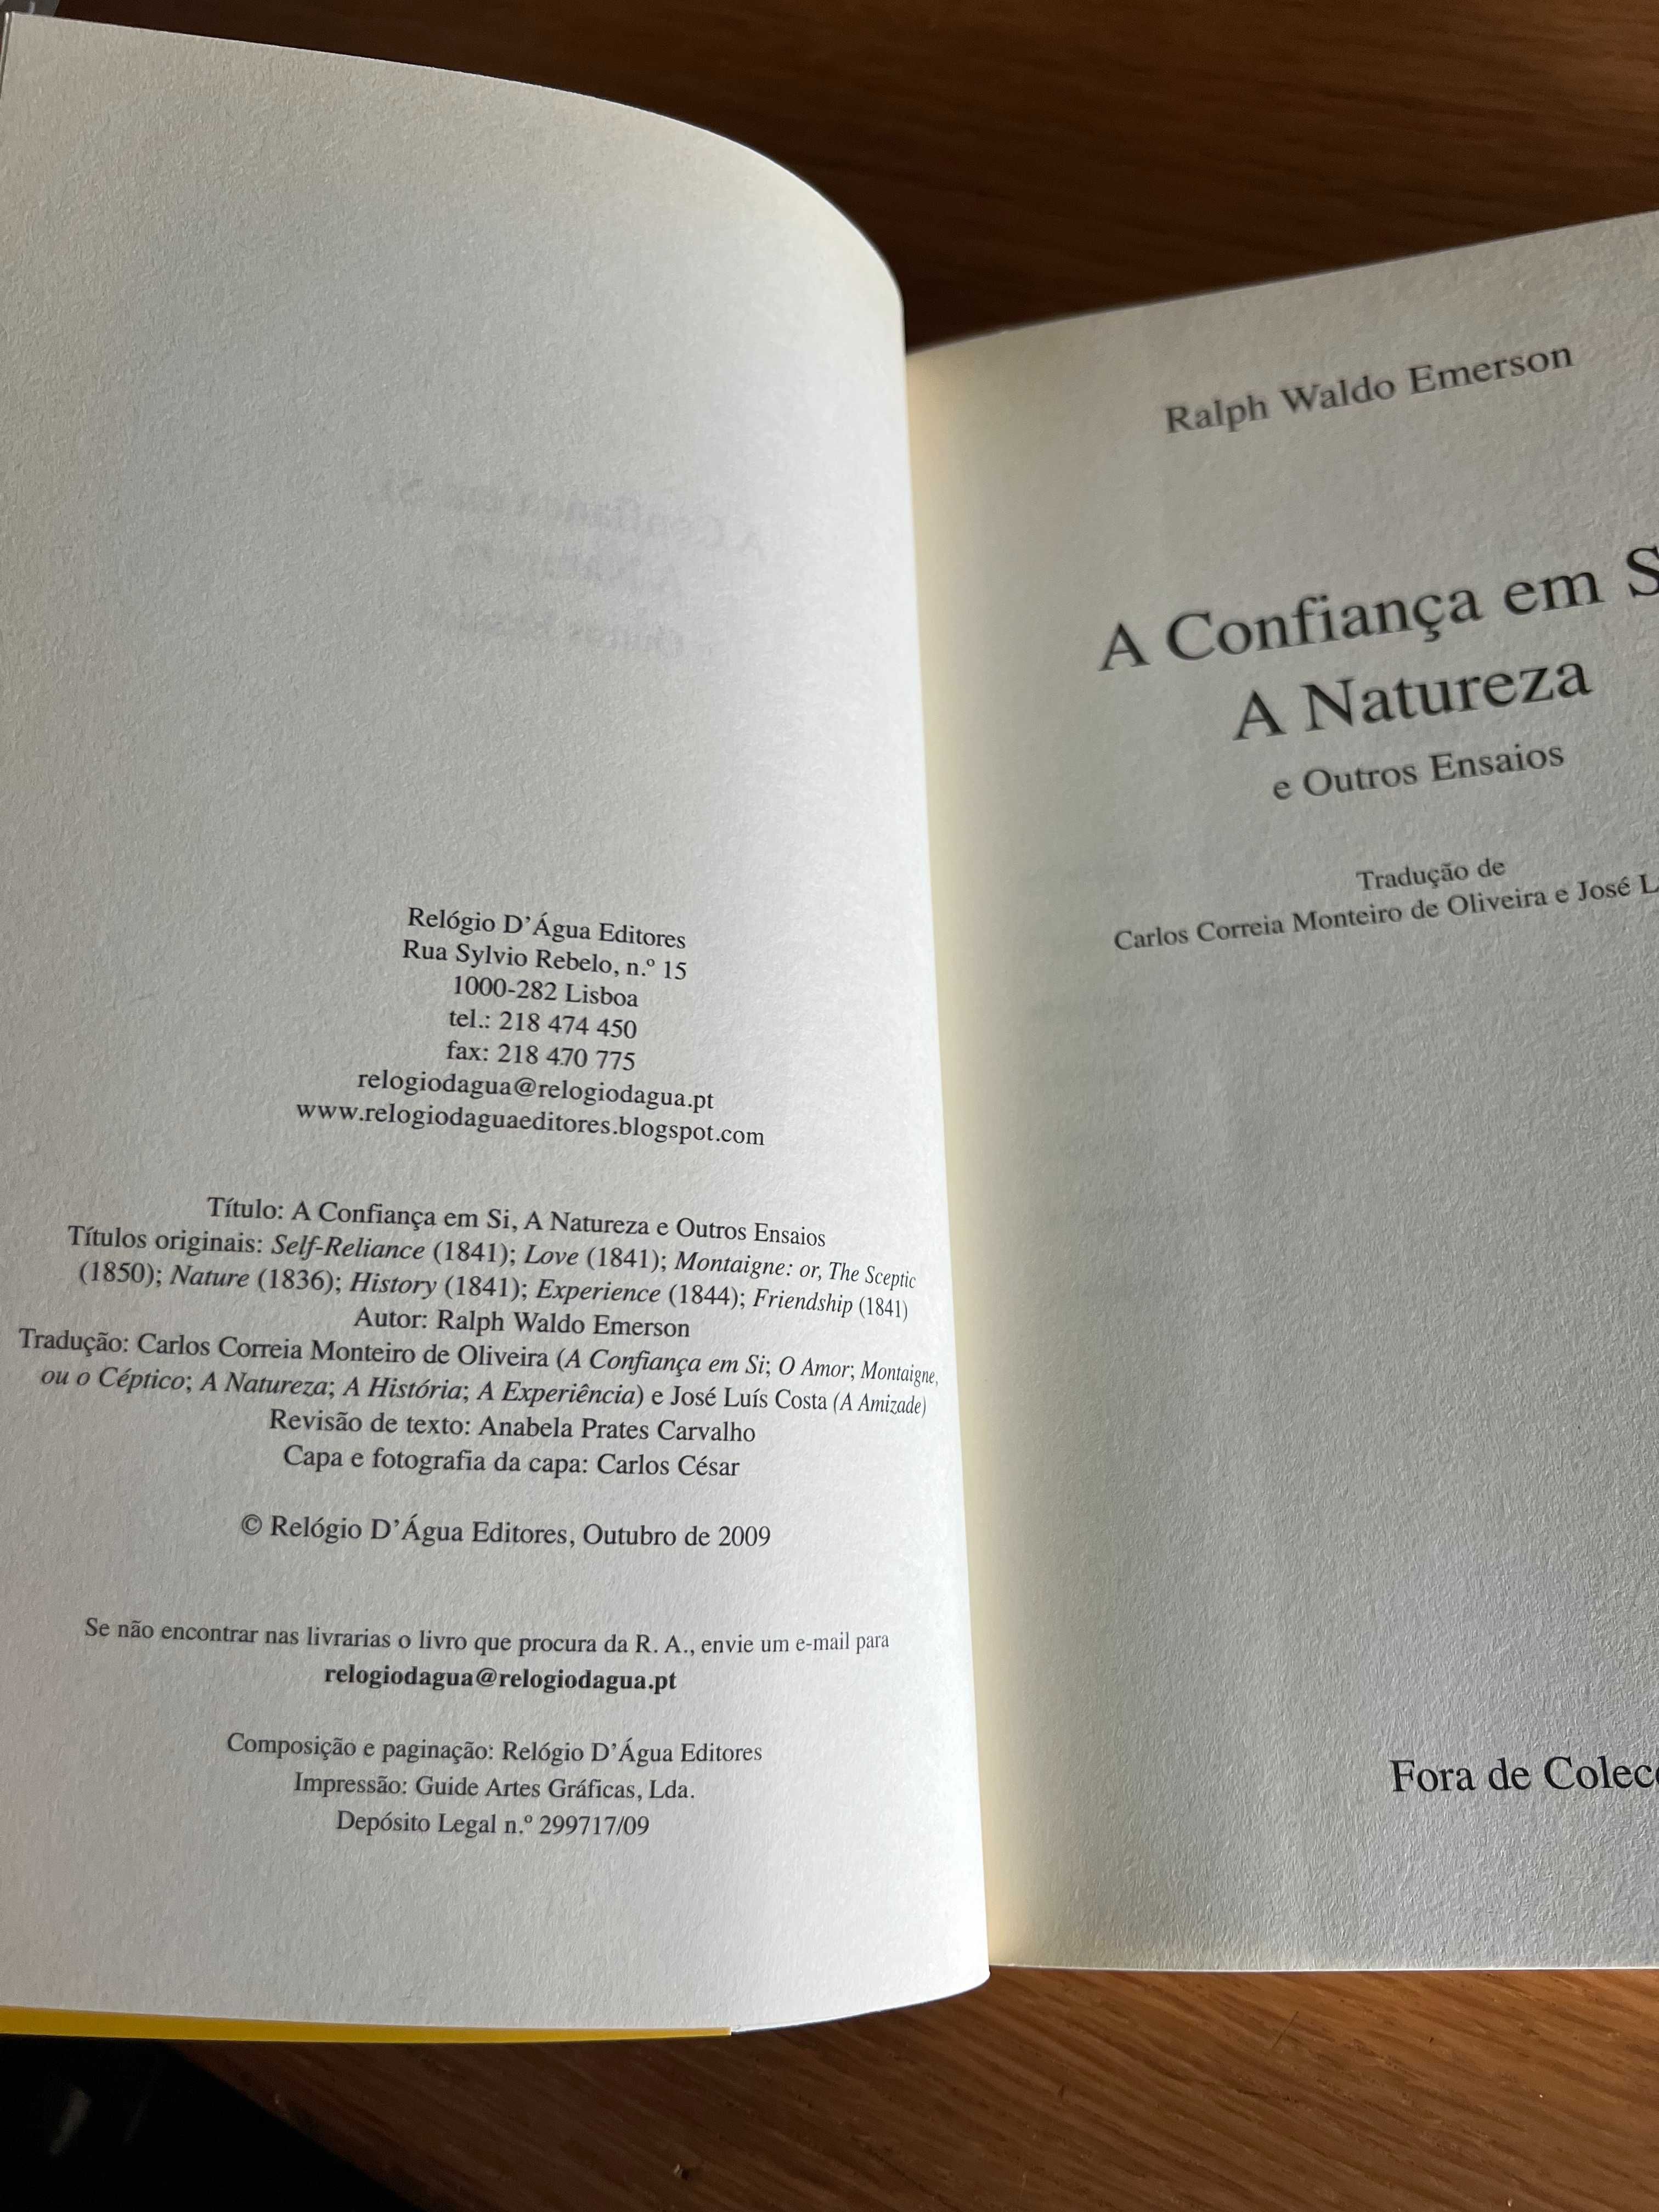 Relógio D'Água Editores
Rua Sylvio Rebelo, n.º 15
1000-282 Lisboa
tel.: 218 474 450
fax: 218 470 775
relogiodagua@relogiodagua.pt
www.relogiodaguaeditores.blogspot.com
Título: A Confiança em Si, A Natureza e Outros Ensaios
Títulos originais: Self-Reliance (1841); Love (1841); Montaigne: or, The Sceptic
(1850); Nature (1836); History (1841); Experience (1844); Friendship (1841)
Autor: Ralph Waldo Emerson
Tradução: Carlos Correia Monteiro de Oliveira (A Confiança em Si; O Amor; Montaigne,
ou o Céptico; A Natureza; A História; A Experiência) e José Luís Costa (A Amizade)
Revisão de texto: Anabela Prates Carvalho
Capa e fotografia da capa: Carlos César
© Relógio D'Água Editores, Outubro de 2009
Se não encontrar nas livrarias o livro que procura da R. A., envie um e-mail para
relogiodagua@relogiodagua.pt
Composição e paginação: Relógio D'Água Editores
Impressão: Guide Artes Gráficas, Lda.
Depósito Legal n.º 299717/09
Ralph Waldo Emerson
A Confiança em S
A Natureza
e Outros Ensaios
Tradução de
Carlos Correia Monteiro de Oliveira e José L
Fora de Colec